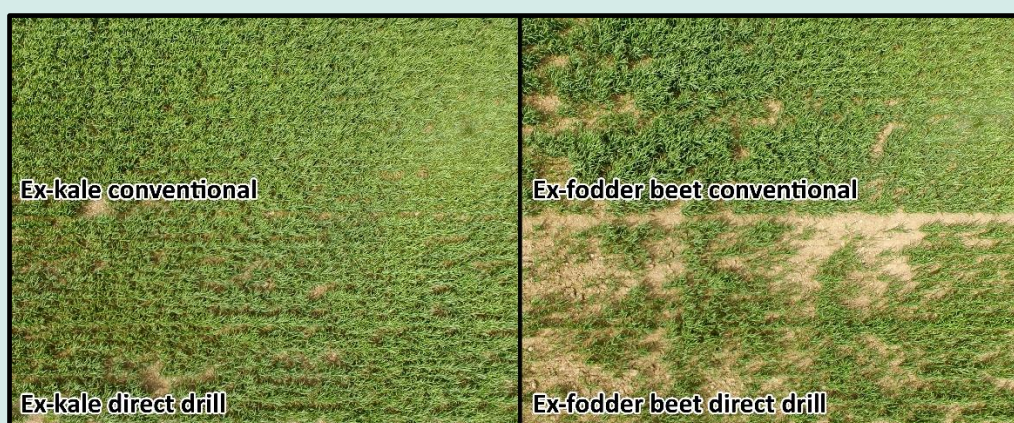 Ex-kale conventional
Ex-fodder beet conventional
Ex-kale direct drill
Ex-fodder beet direct drill